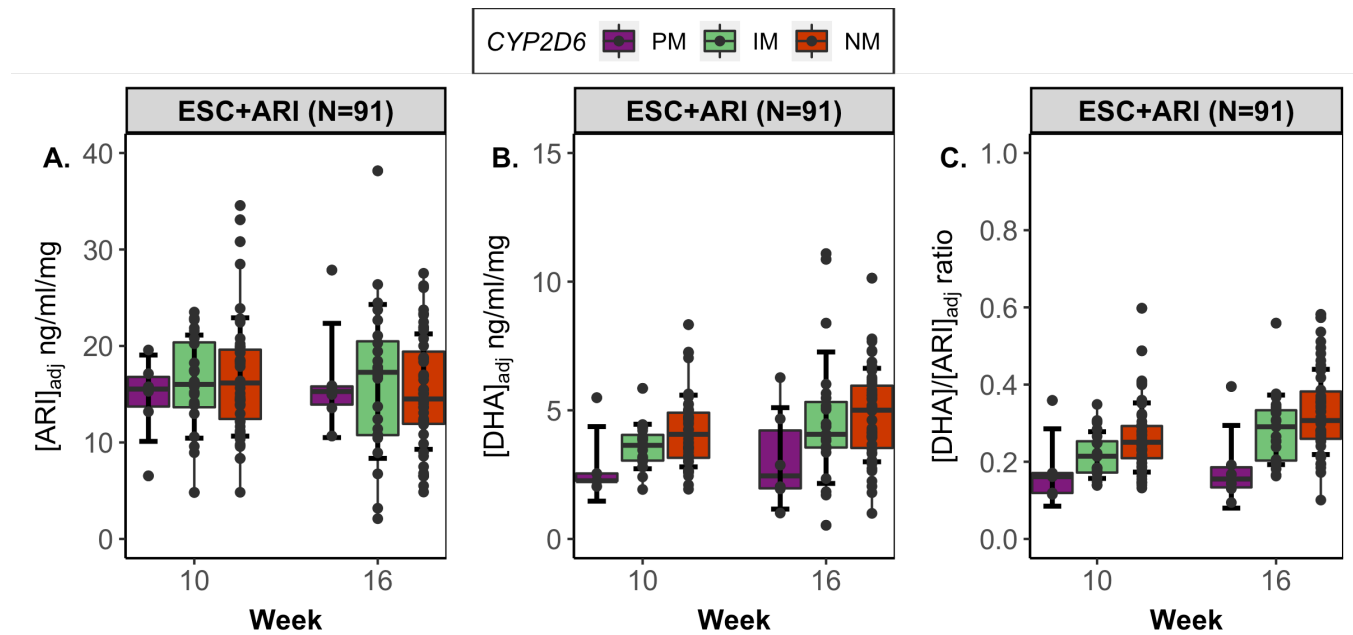 CYP2D6 PM IM NM
ESC+ARI (N=91)
A.
40
30
20
10
0
[ARI]adj ng/ml/mg
10 16
Week
ESC+ARI (N=91)
B.
15
10
5
0
[DHA]adj ng/ml/mg
10 16
Week
ESC+ARI (N=91)
C.
1.0
0.8
0.6
0.4
0.2
0.0
[DHA]/[ARI]adj ratio
10 16
Week